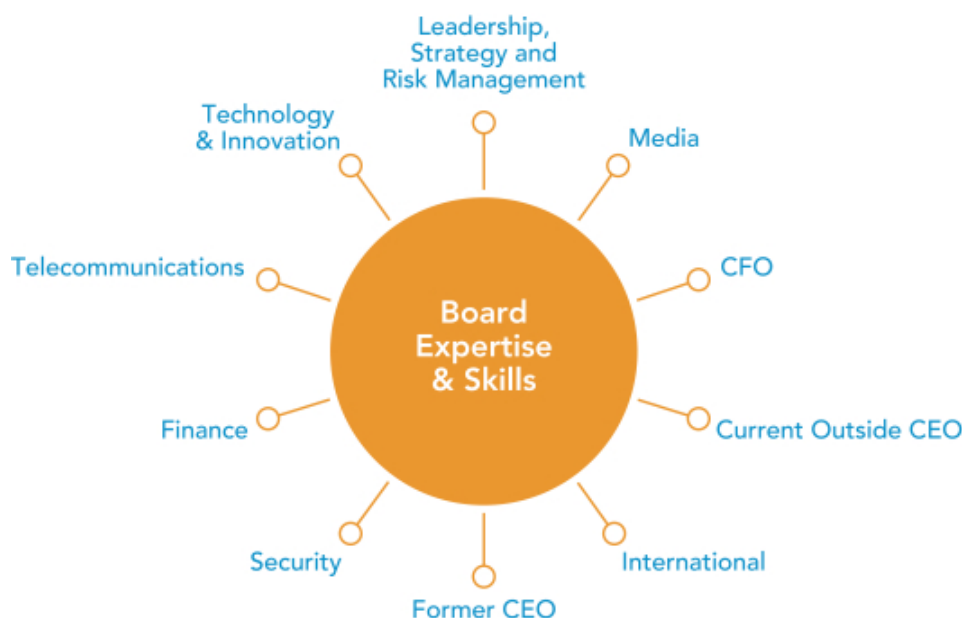 Leadership,
Strategy and
Risk Management
Technology
& Innovation
Media
Telecommunications
CFO
Board
Expertise
& Skills
Finance
Current Outside CEO
Security
International
Former CEO